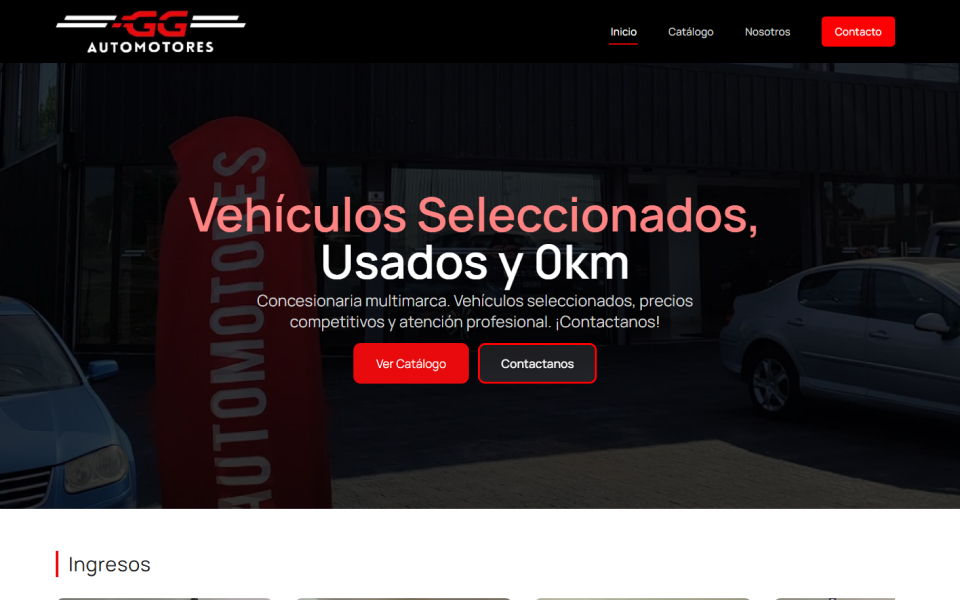 GG
AUTOMOTORES
Inicio
Catálogo
Nosotros
Contacto
AUTOMOTORES
Vehículos Seleccionados,
Usados y 0km
Concesionaria multimarca. Vehículos seleccionados, precios
competitivos y atención profesional. ¡Contactanos!
Ver Catálogo
Contactanos
Ingresos